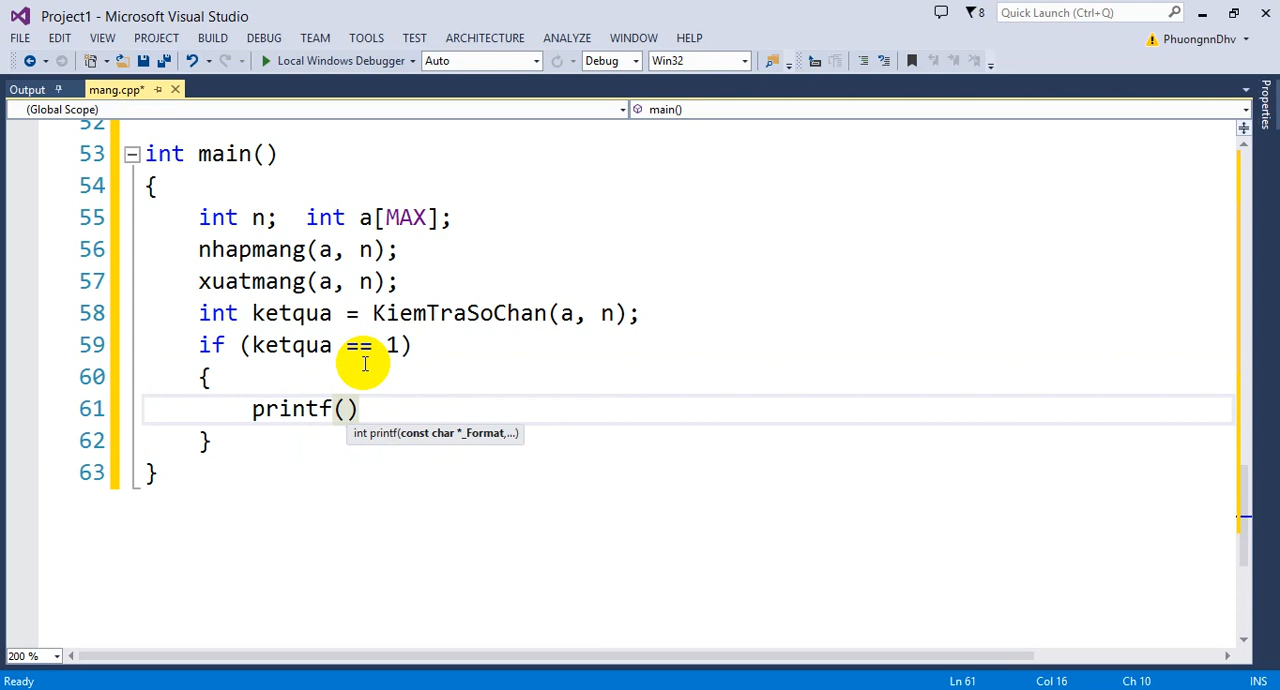 Project1 - Microsoft Visual Studio
8
Quick Launch (Ctrl+Q)
FILE EDIT VIEW PROJECT BUILD DEBUG TEAM TOOLS TEST ARCHITECTURE ANALYZE WINDOW HELP
PhuongnnDhv
Local Windows Debugger Auto Debug Win32
Output mang.cpp*
(Global Scope) main()
Properties
52
53 int main()
54 {
55 int n; int a[MAX];
56 nhapmang(a, n);
57 xuatmang(a, n);
58 int ketqua = KiemTraSoChan(a, n);
59 if (ketqua == 1)
60 {
61 printf()
int printf(const char *_Format,...)
62 }
63 }
200 %
Ready Ln 61 Col 16 Ch 10 INS